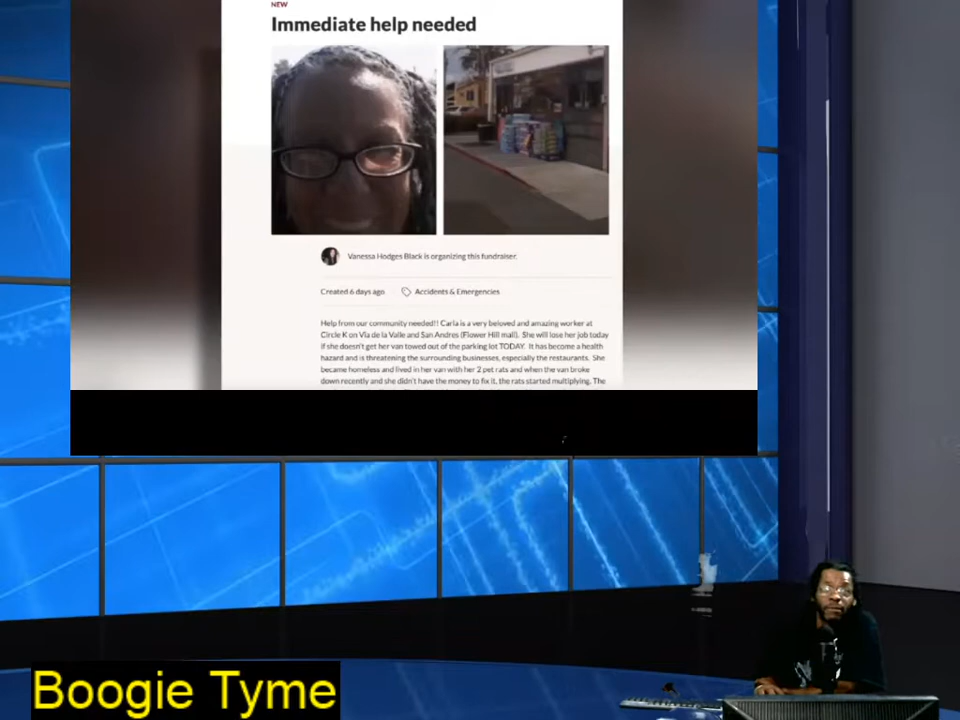 NEW
Immediate help needed
Vanessa Hodges Black is organizing this fundraiser.
Created 6 days ago
Accidents & Emergencies
Help from our community needed!! Carla is a very beloved and amazing worker at
Circle K on Via de la Valle and San Andres (Flower Hill mall). She will lose her job today
if she doesn't get her van towed out of the parking lot TODAY. It has become a health
hazard and is threatening the surrounding businesses, especially the restaurants. She
became homeless and lived in her van with her 2 pet rats and when the van broke
down recently and she didn't have the money to fix it, the rats started multiplying. The
Boogie Tyme